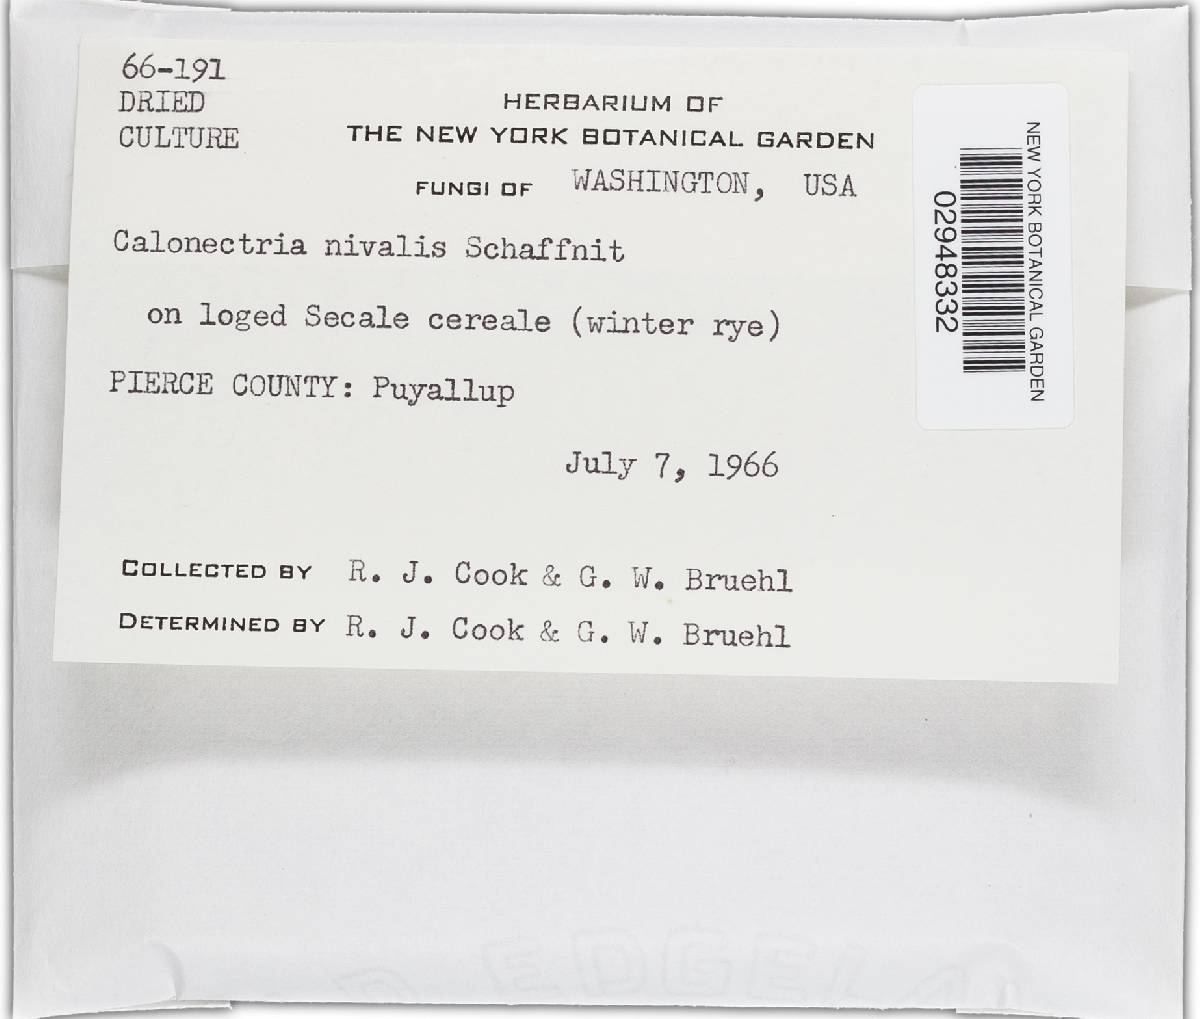 66-191
DRIED
CULTURE
HERBARIUM OF
THE NEW YORK BOTANICAL GARDEN
FUNGI OF WASHINGTON, USA
Calonectria nivalis Schaffnit
on loged Secale cereale (winter rye)
PIERCE COUNTY: Puyallup
July 7, 1966
COLLECTED BY R. J. Cook & G. W. Bruehl
DETERMINED BY R. J. Cook & G. W. Bruehl
NEW YORK BOTANICAL GARDEN
02948332